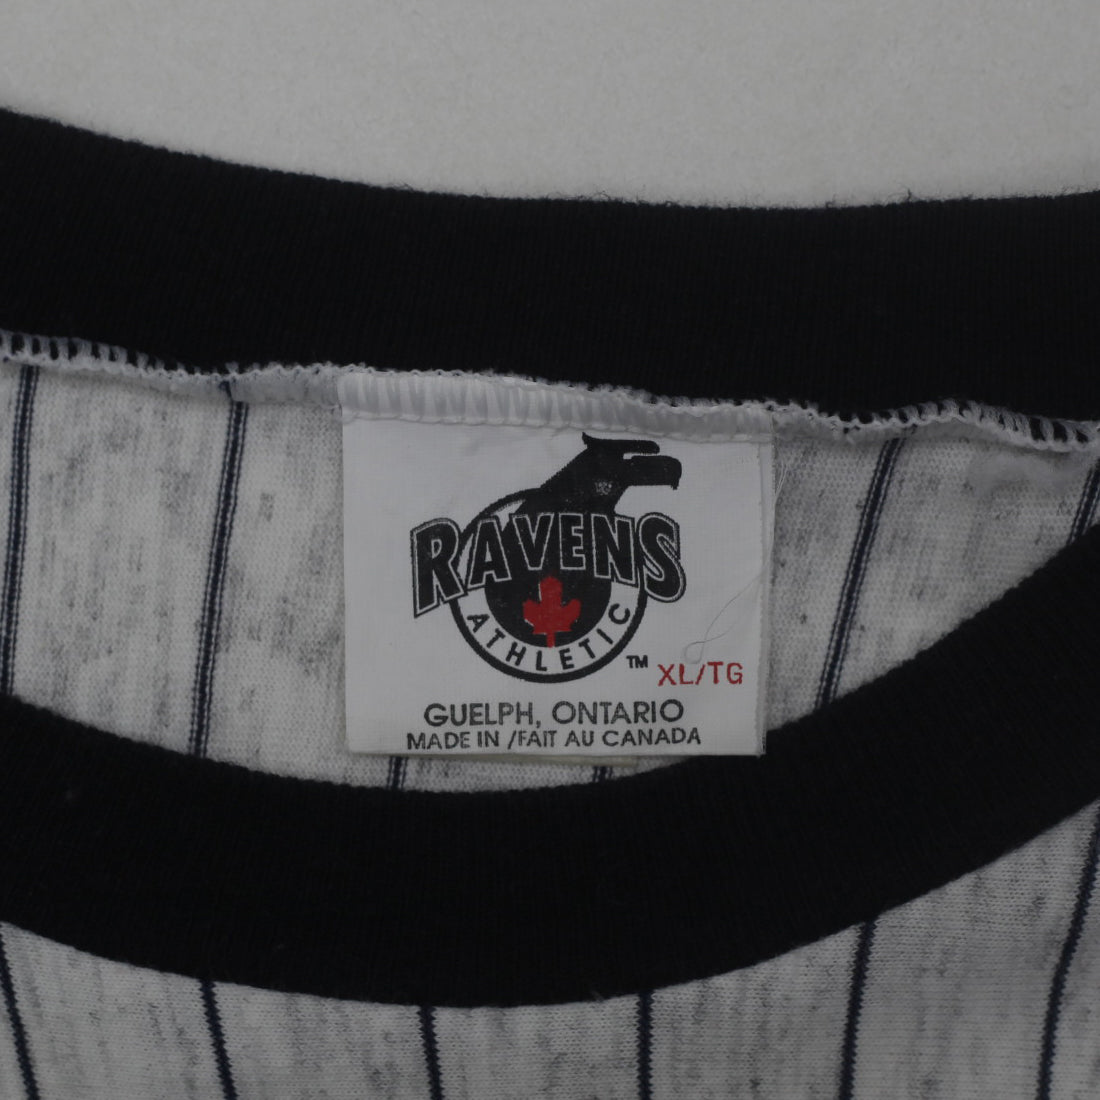 RAVENS
ATHLETIC
™ XL/TG
GUELPH, ONTARIO
MADE IN /FAIT AU CANADA